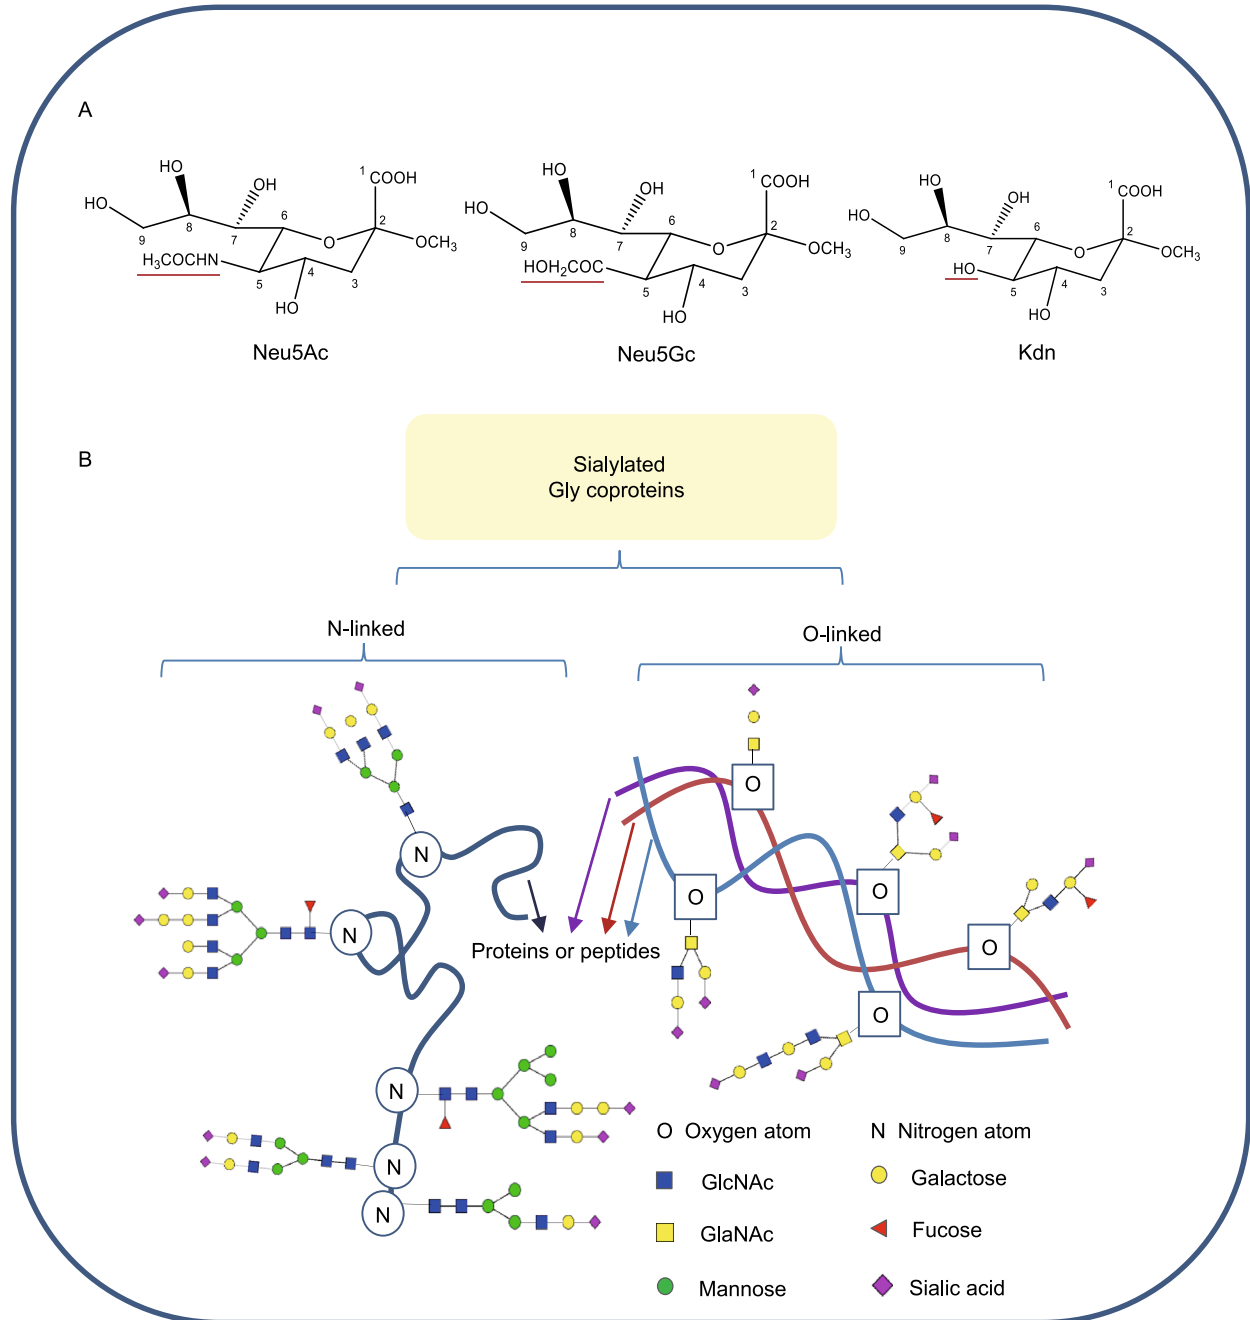 A
HO
HO
OH
1
COOH
6
2
9
8
7
O
OCH3
H3COCHN
5
4
3
HO
Neu5Ac
HO
HO
OH
1
COOH
6
2
9
8
7
O
OCH3
HOH2COC
5
4
3
HO
Neu5Gc
HO
HO
OH
1
COOH
6
2
9
8
7
O
OCH3
HO
5
4
3
HO
Kdn
B
Sialylated
Gly coproteins
N-linked
O-linked
O
N
O
O
N
O
Proteins or peptides
O
N
N
N
O Oxygen atom
N Nitrogen atom
GlcNAc
Galactose
GlaNAc
Fucose
Mannose
Sialic acid